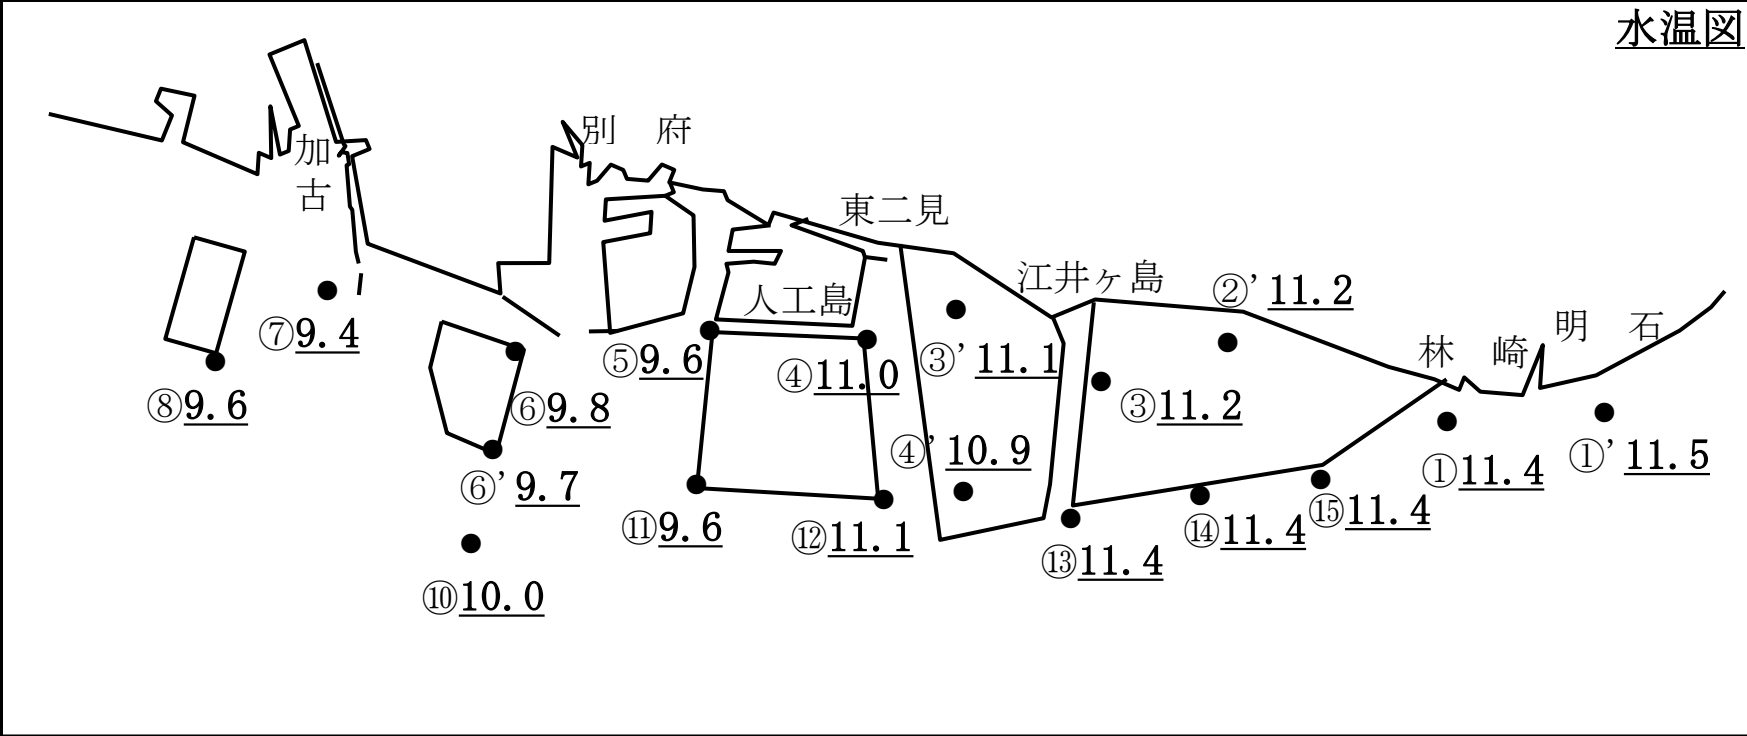 水温図
別　府
加
古
東二見
江井ヶ島
②’11.2
人工島
⑦9.4
⑤9.6
④11.0
③’11.1
林　崎
明　石
⑧9.6
⑥9.8
③11.2
④’10.9
⑥’9.7
①11.4
①’11.5
⑪9.6
⑫11.1
⑬11.4
⑭11.4
⑮11.4
⑩10.0